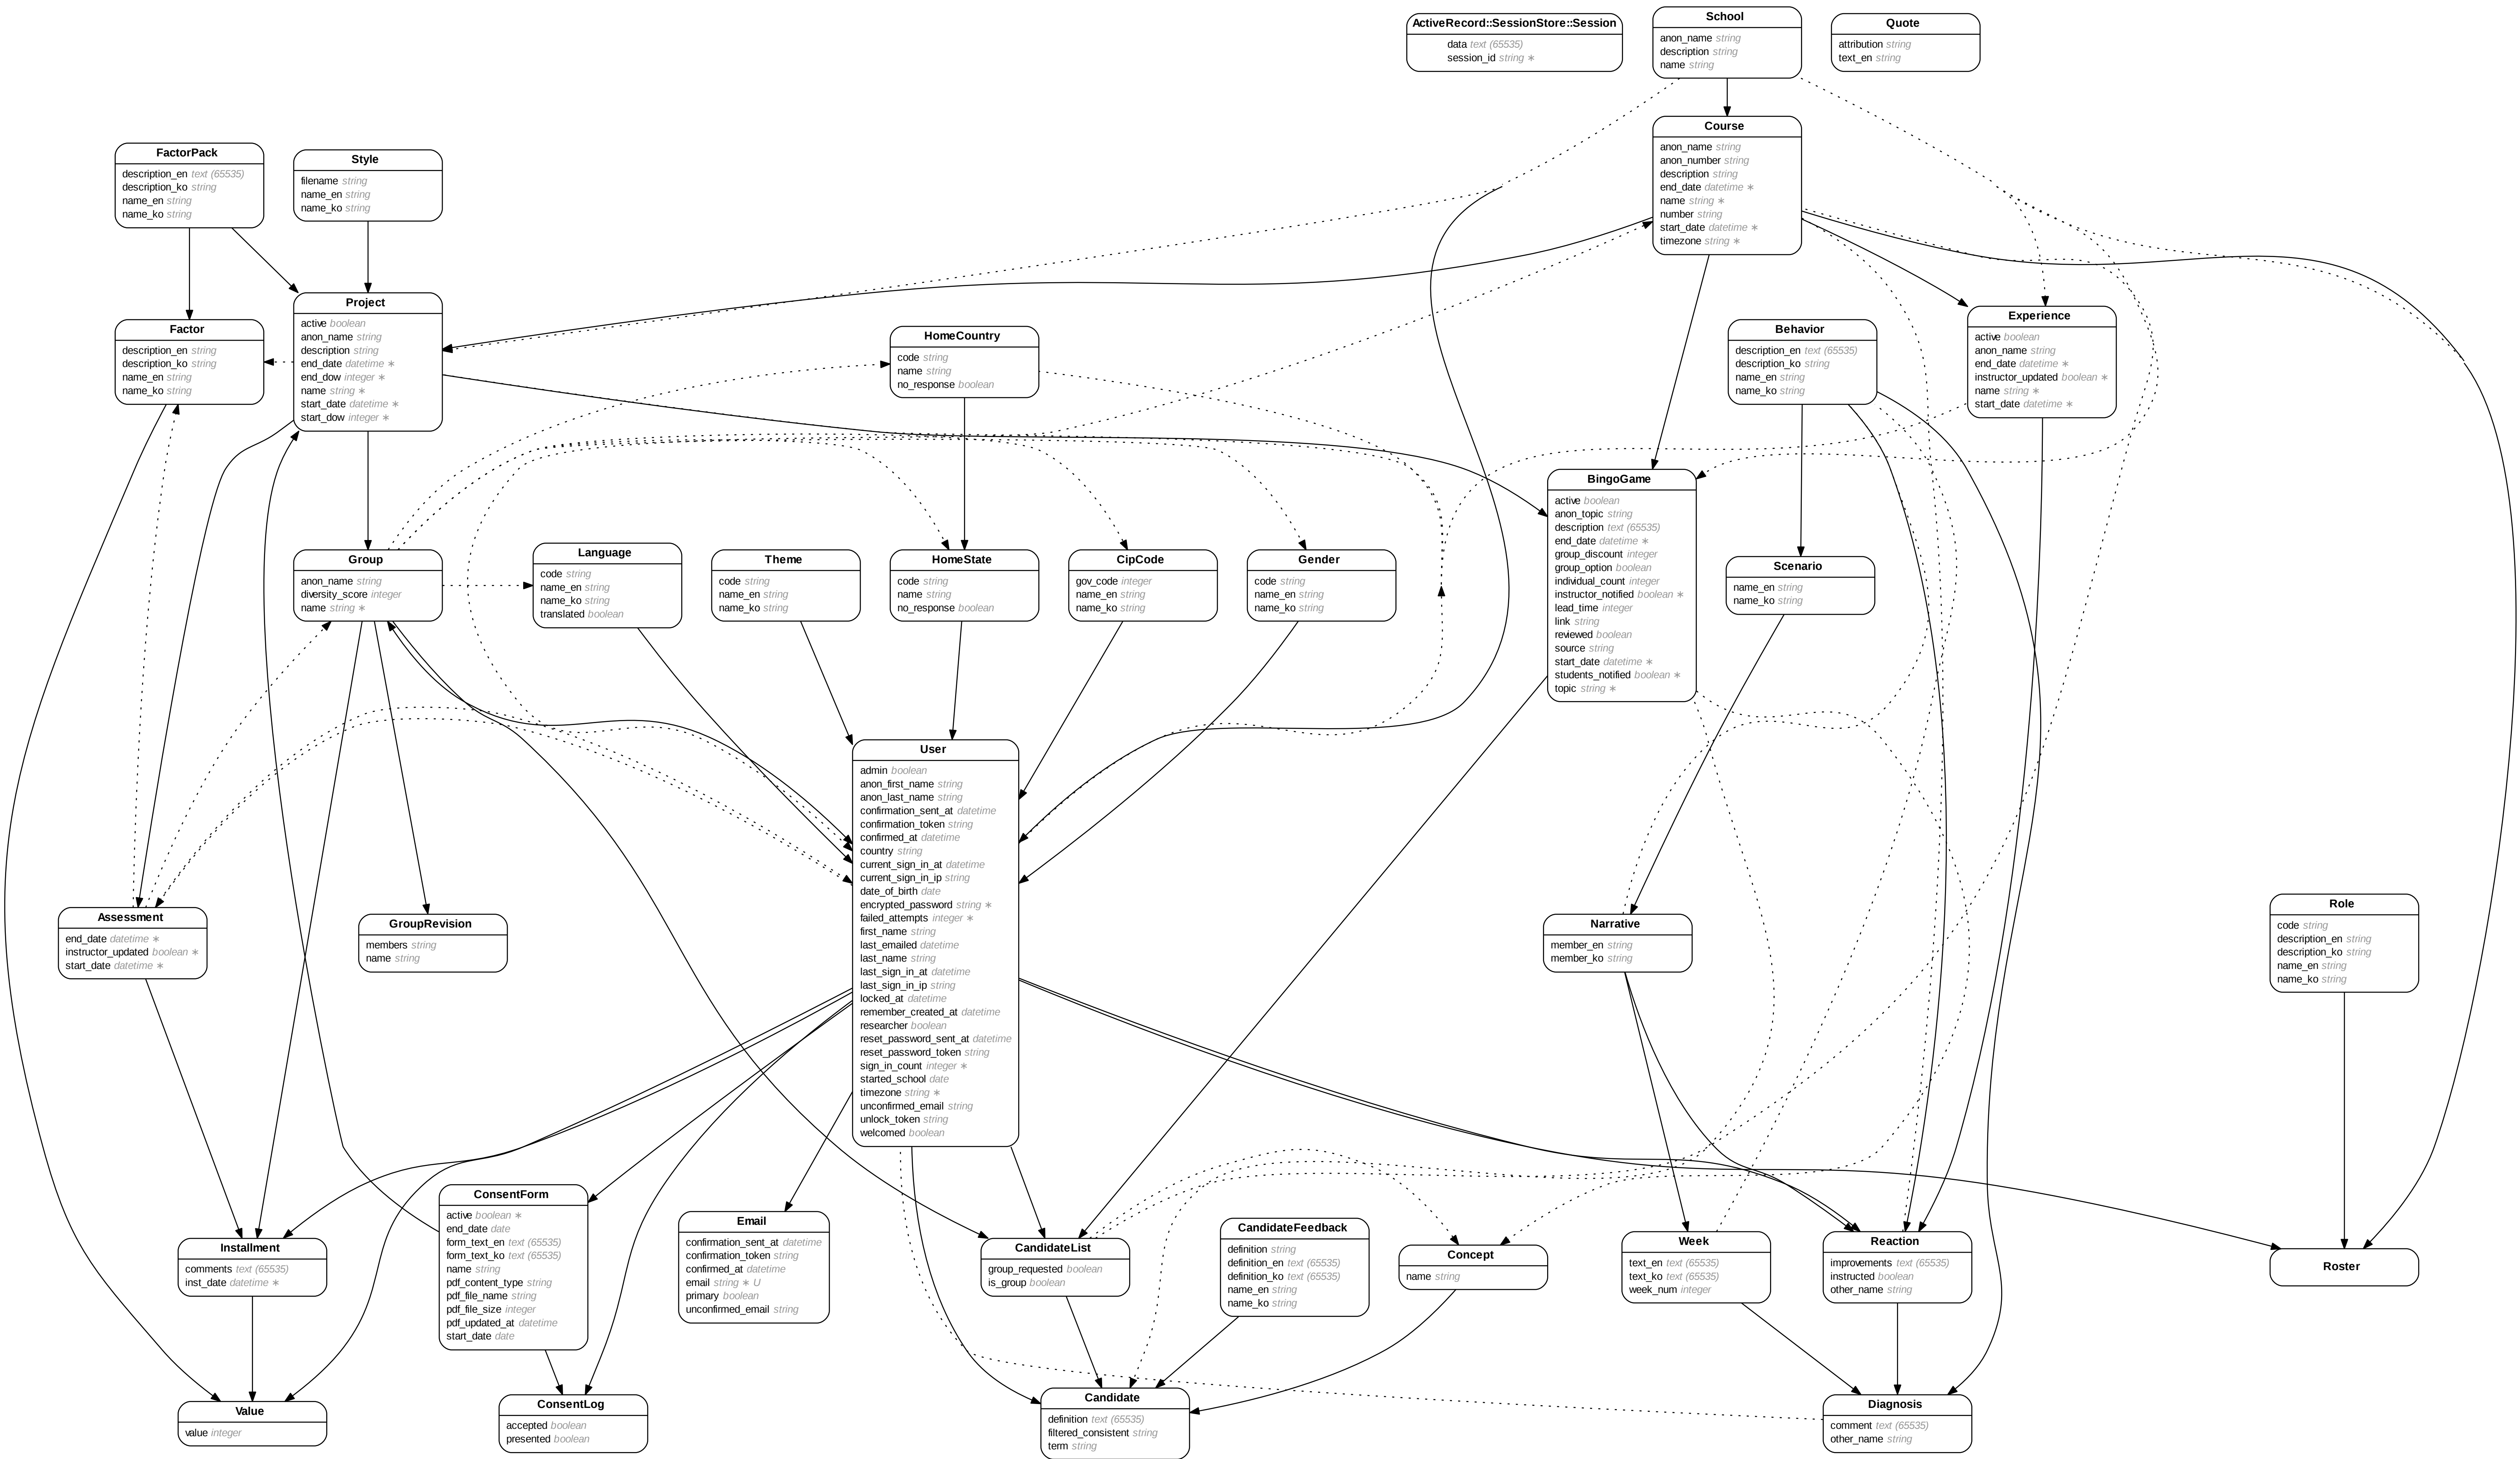 ActiveRecord::SessionStore::Session
data text (65535)
session_id string ∗
School
anon_name string
description string
name string
Quote
attribution string
text_en string
Course
anon_name string
anon_number string
description string
end_date datetime ∗
name string ∗
number string
start_date datetime ∗
timezone string ∗
FactorPack
description_en text (65535)
description_ko string
name_en string
name_ko string
Style
filename string
name_en string
name_ko string
Project
active boolean
anon_name string
description string
end_date datetime ∗
end_dow integer ∗
name string ∗
start_date datetime ∗
start_dow integer ∗
Factor
description_en string
description_ko string
name_en string
name_ko string
HomeCountry
code string
name string
no_response boolean
Behavior
description_en text (65535)
description_ko string
name_en string
name_ko string
Experience
active boolean
anon_name string
end_date datetime ∗
instructor_updated boolean ∗
name string ∗
start_date datetime ∗
BingoGame
active boolean
anon_topic string
description text (65535)
end_date datetime ∗
group_discount integer
group_option boolean
individual_count integer
instructor_notified boolean ∗
lead_time integer
link string
reviewed boolean
source string
start_date datetime ∗
students_notified boolean ∗
topic string ∗
Group
anon_name string
diversity_score integer
name string ∗
Language
code string
name_en string
name_ko string
translated boolean
Theme
code string
name_en string
name_ko string
HomeState
code string
name string
no_response boolean
CipCode
gov_code integer
name_en string
name_ko string
Gender
code string
name_en string
name_ko string
Scenario
name_en string
name_ko string
User
admin boolean
anon_first_name string
anon_last_name string
confirmation_sent_at datetime
confirmation_token string
confirmed_at datetime
country string
current_sign_in_at datetime
current_sign_in_ip string
date_of_birth date
encrypted_password string ∗
failed_attempts integer ∗
first_name string
last_emailed datetime
last_name string
last_sign_in_at datetime
last_sign_in_ip string
locked_at datetime
remember_created_at datetime
researcher boolean
reset_password_sent_at datetime
reset_password_token string
sign_in_count integer ∗
started_school date
timezone string ∗
unconfirmed_email string
unlock_token string
welcomed boolean
Assessment
end_date datetime ∗
instructor_updated boolean ∗
start_date datetime ∗
GroupRevision
members string
name string
Narrative
member_en string
member_ko string
Role
code string
description_en string
description_ko string
name_en string
name_ko string
Installment
comments text (65535)
inst_date datetime ∗
ConsentForm
active boolean ∗
end_date date
form_text_en text (65535)
form_text_ko text (65535)
name string
pdf_content_type string
pdf_file_name string
pdf_file_size integer
pdf_updated_at datetime
start_date date
Email
confirmation_sent_at datetime
confirmation_token string
confirmed_at datetime
email string ∗ U
primary boolean
unconfirmed_email string
CandidateList
group_requested boolean
is_group boolean
CandidateFeedback
definition string
definition_en text (65535)
definition_ko text (65535)
name_en string
name_ko string
Concept
name string
Week
text_en text (65535)
text_ko text (65535)
week_num integer
Reaction
improvements text (65535)
instructed boolean
other_name string
Roster
Value
value integer
ConsentLog
accepted boolean
presented boolean
Candidate
definition text (65535)
filtered_consistent string
term string
Diagnosis
comment text (65535)
other_name string